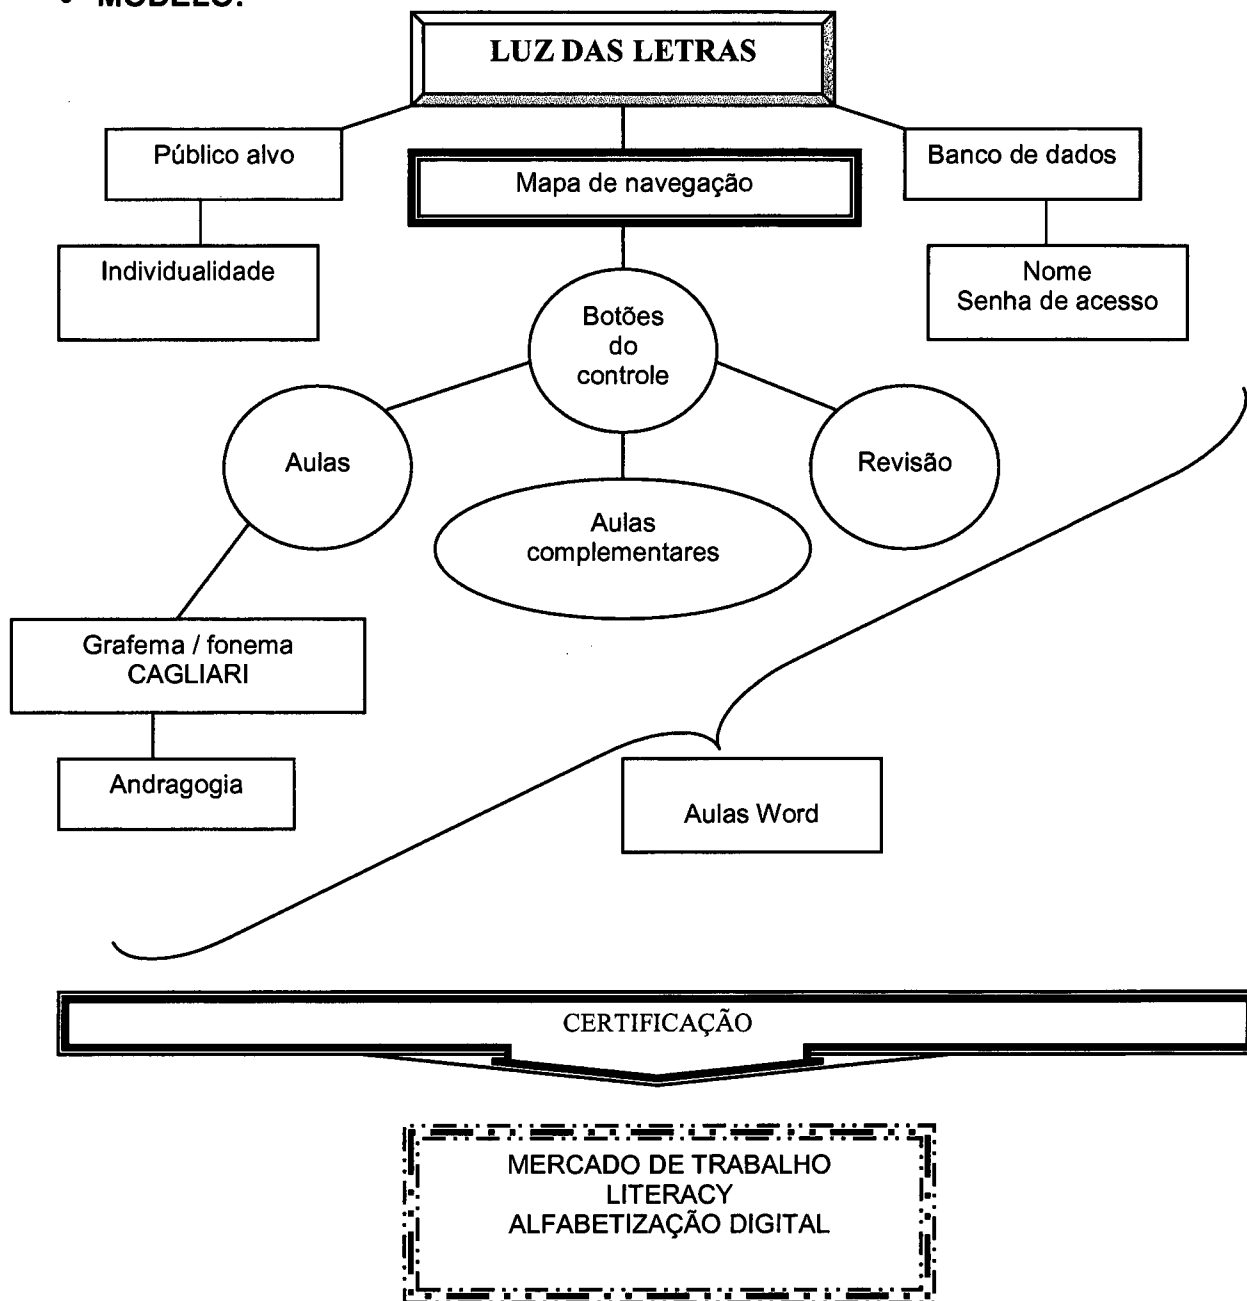 • MODELO:
LUZ DAS LETRAS
Público alvo
Mapa de navegação
Banco de dados
Individualidade
Nome
Senha de acesso
Botões
do
controle
Aulas
Revisão
Aulas
complementares
Grafema / fonema
CAGLIARI
Andragogia
Aulas Word
CERTIFICAÇÃO
MERCADO DE TRABALHO
LITERACY
ALFABETIZAÇÃO DIGITAL